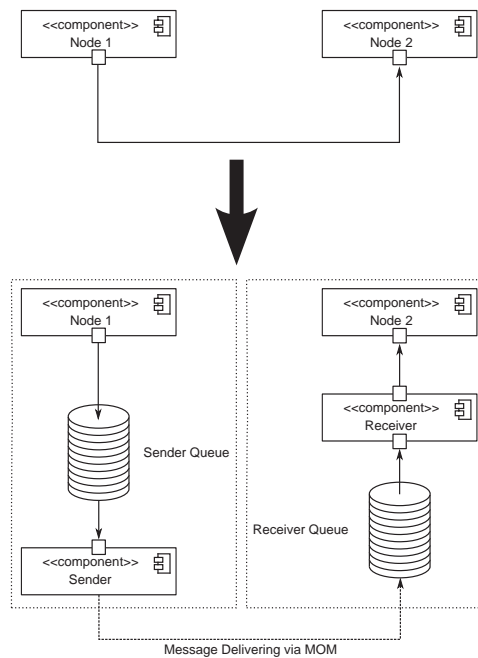 <<component>>
Node 1
<<component>>
Node 2
<<component>>
Node 1
<<component>>
Node 2
<<component>>
Receiver
Sender Queue
Receiver Queue
<<component>>
Sender
Message Delivering via MOM